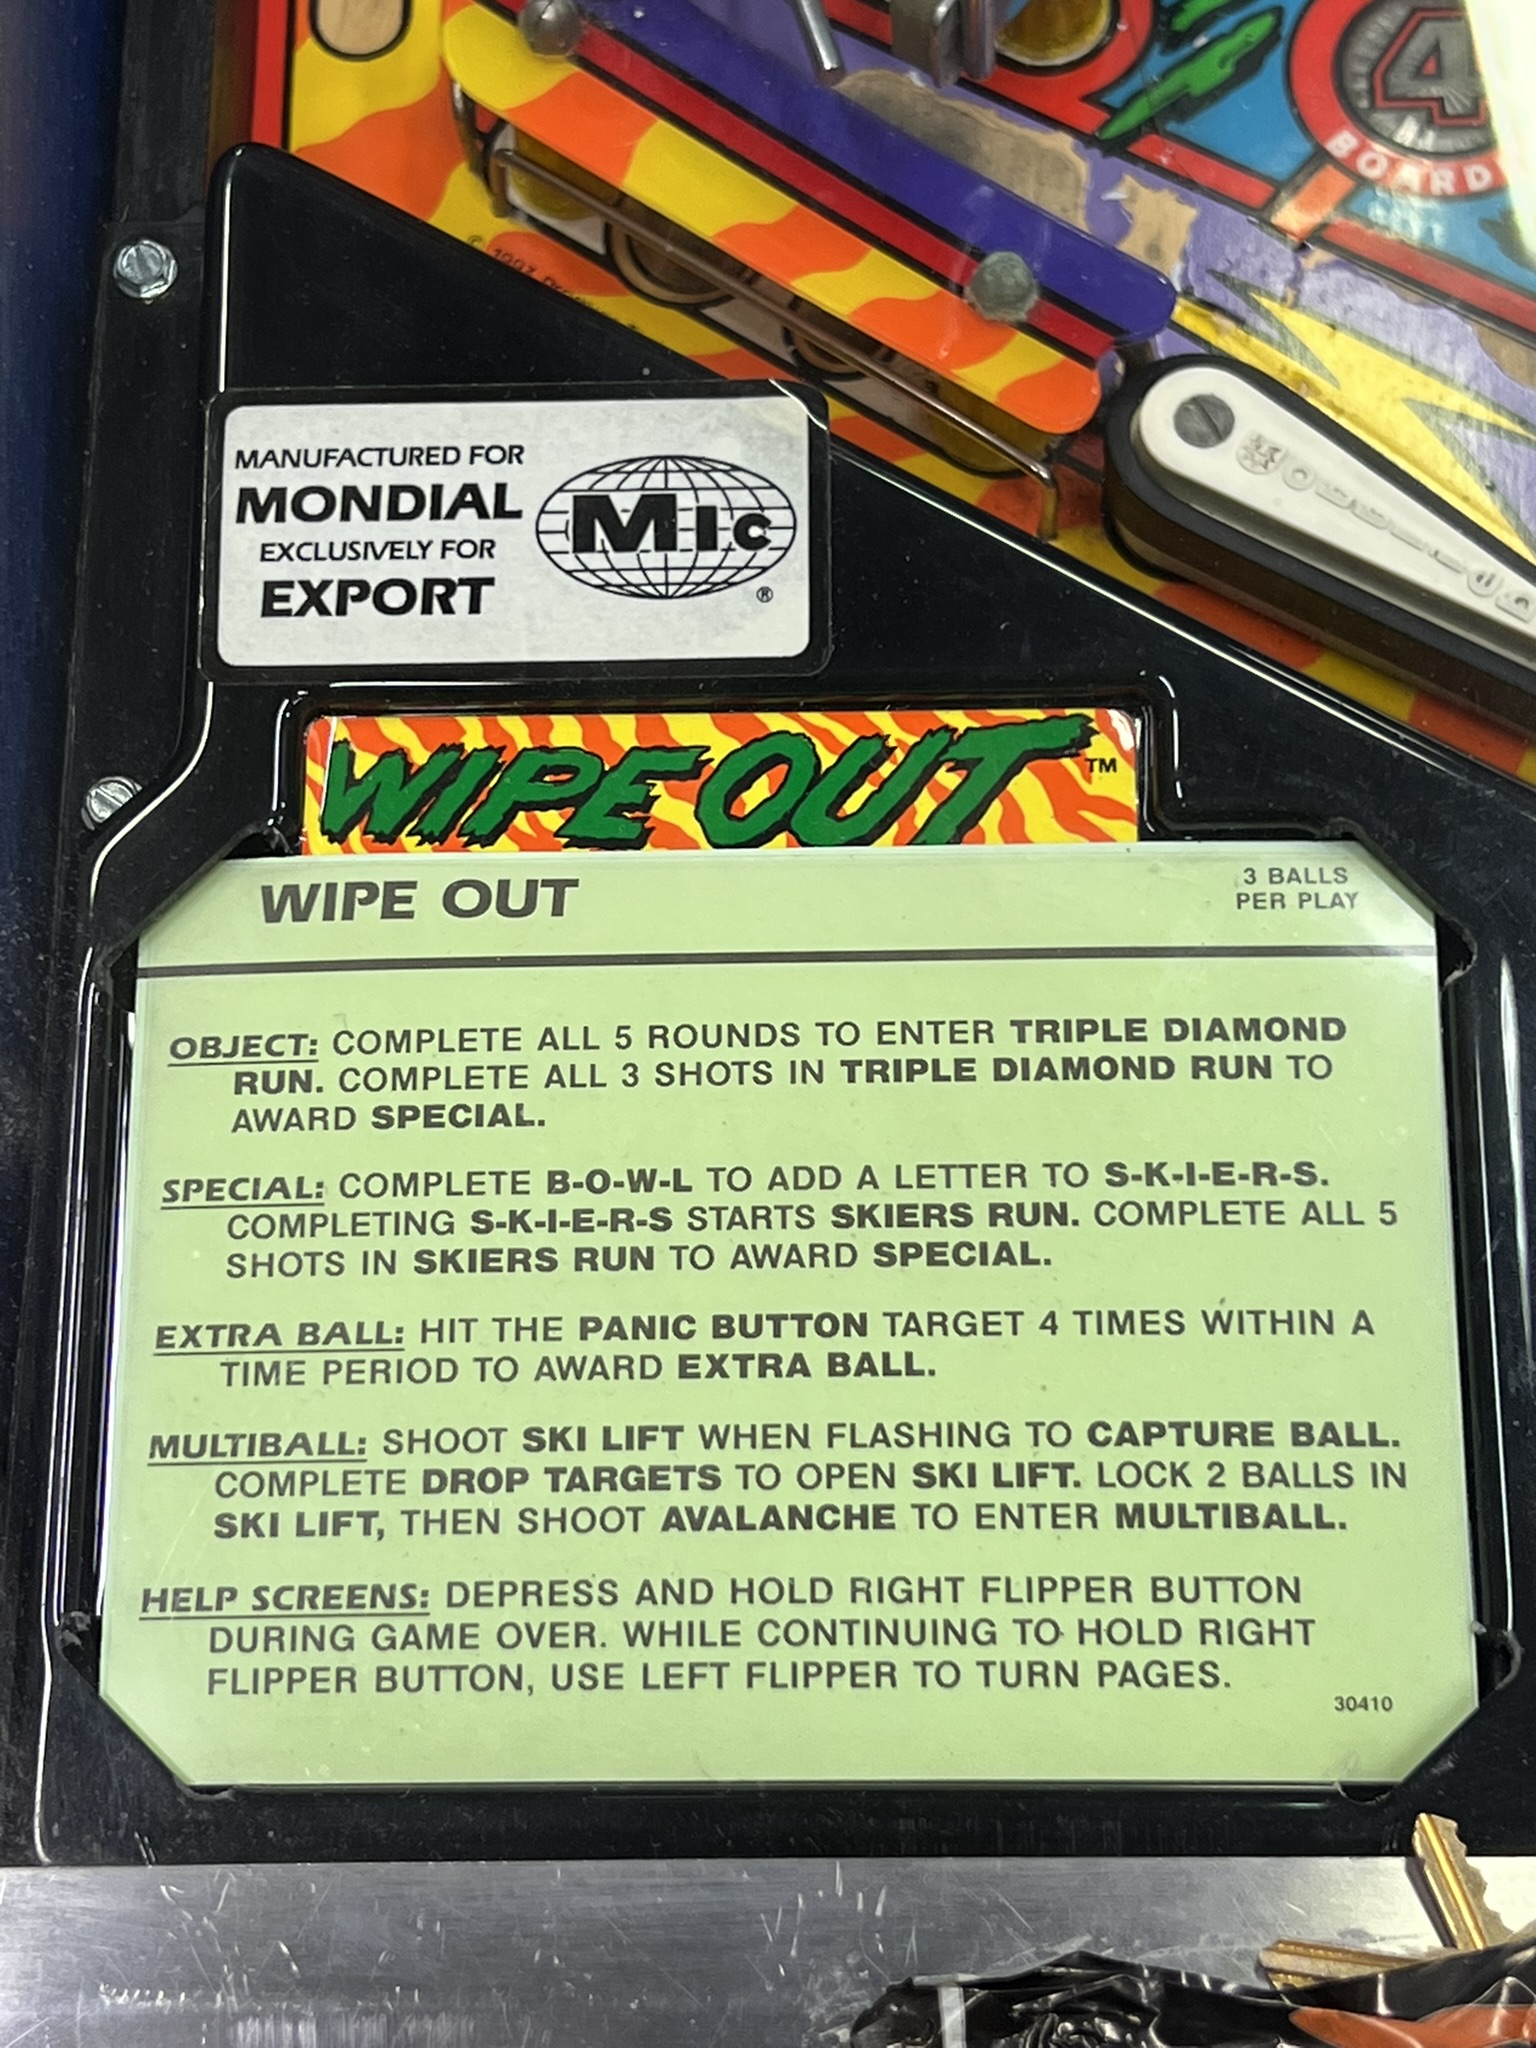 4
BOARD
© 1993
GOTTLIEB
MANUFACTURED FOR
MONDIAL
EXCLUSIVELY FOR
EXPORT
MIC
®
WIPE OUT™
WIPE OUT
3 BALLS
PER PLAY
OBJECT: COMPLETE ALL 5 ROUNDS TO ENTER TRIPLE DIAMOND
RUN. COMPLETE ALL 3 SHOTS IN TRIPLE DIAMOND RUN TO
AWARD SPECIAL.
SPECIAL: COMPLETE B-O-W-L TO ADD A LETTER TO S-K-I-E-R-S.
COMPLETING S-K-I-E-R-S STARTS SKIERS RUN. COMPLETE ALL 5
SHOTS IN SKIERS RUN TO AWARD SPECIAL.
EXTRA BALL: HIT THE PANIC BUTTON TARGET 4 TIMES WITHIN A
TIME PERIOD TO AWARD EXTRA BALL.
MULTIBALL: SHOOT SKI LIFT WHEN FLASHING TO CAPTURE BALL.
COMPLETE DROP TARGETS TO OPEN SKI LIFT. LOCK 2 BALLS IN
SKI LIFT, THEN SHOOT AVALANCHE TO ENTER MULTIBALL.
HELP SCREENS: DEPRESS AND HOLD RIGHT FLIPPER BUTTON
DURING GAME OVER. WHILE CONTINUING TO HOLD RIGHT
FLIPPER BUTTON, USE LEFT FLIPPER TO TURN PAGES.
30410